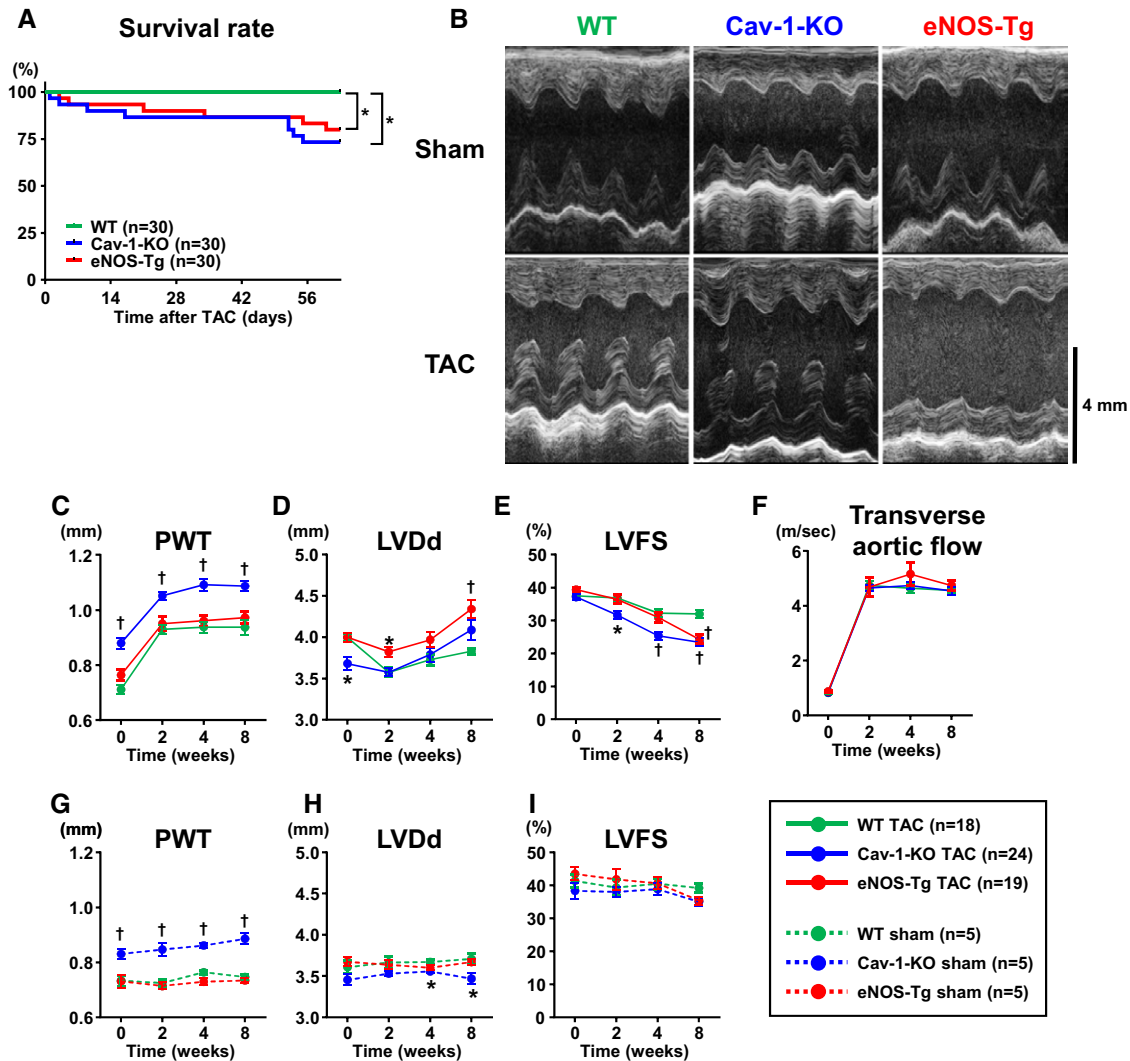 A
Survival rate
(%)
100
75
50
25
0
WT (n=30)
Cav-1-KO (n=30)
eNOS-Tg (n=30)
*
*
0 14 28 42 56
Time after TAC (days)
B
WT Cav-1-KO eNOS-Tg
Sham
TAC
4 mm
C
(mm)
PWT
1.2
1.0
0.8
0.6
† † † †
0 2 4 8
Time (weeks)
D
(mm)
LVDd
5.0
4.5
4.0
3.5
3.0
* * †
0 2 4 8
Time (weeks)
E
(%)
LVFS
50
40
30
20
10
0
* † † †
0 2 4 8
Time (weeks)
F
(m/sec)
Transverse
aortic flow
6
4
2
0
0 2 4 8
Time (weeks)
G
(mm)
PWT
1.2
1.0
0.8
0.6
† † † †
0 2 4 8
Time (weeks)
H
(mm)
LVDd
5.0
4.5
4.0
3.5
3.0
* *
0 2 4 8
Time (weeks)
I
(%)
LVFS
50
40
30
20
10
0
0 2 4 8
Time (weeks)
WT TAC (n=18)
Cav-1-KO TAC (n=24)
eNOS-Tg TAC (n=19)
WT sham (n=5)
Cav-1-KO sham (n=5)
eNOS-Tg sham (n=5)